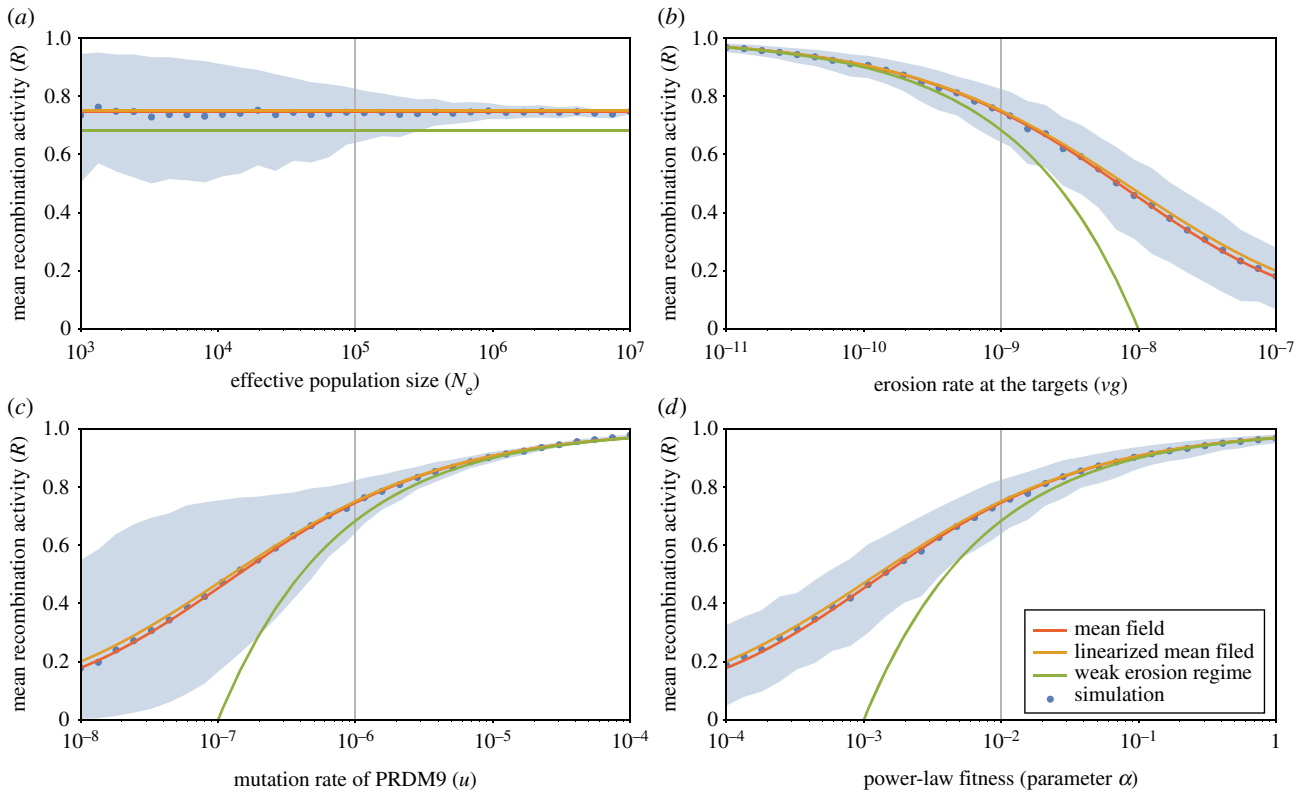 (a)
mean recombination activity (R)
1.0
0.8
0.6
0.4
0.2
0
10³ 10⁴ 10⁵ 10⁶ 10⁷
effective population size (Nₑ)
(b)
mean recombination activity (R)
1.0
0.8
0.6
0.4
0.2
0
10⁻¹¹ 10⁻¹⁰ 10⁻⁹ 10⁻⁸ 10⁻⁷
erosion rate at the targets (vg)
(c)
mean recombination activity (R)
1.0
0.8
0.6
0.4
0.2
0
10⁻⁸ 10⁻⁷ 10⁻⁶ 10⁻⁵ 10⁻⁴
mutation rate of PRDM9 (u)
(d)
mean recombination activity (R)
1.0
0.8
0.6
0.4
0.2
0
10⁻⁴ 10⁻³ 10⁻² 10⁻¹ 1
power-law fitness (parameter α)
mean field
linearized mean filed
weak erosion regime
simulation